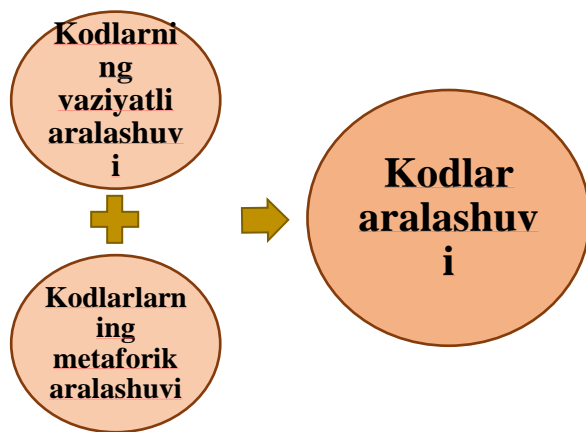 Kodlarni
ng
vaziyatli
aralashuv
i
Kodlarlarn
ing
metaforik
aralashuvi
Kodlar
aralashuv
i